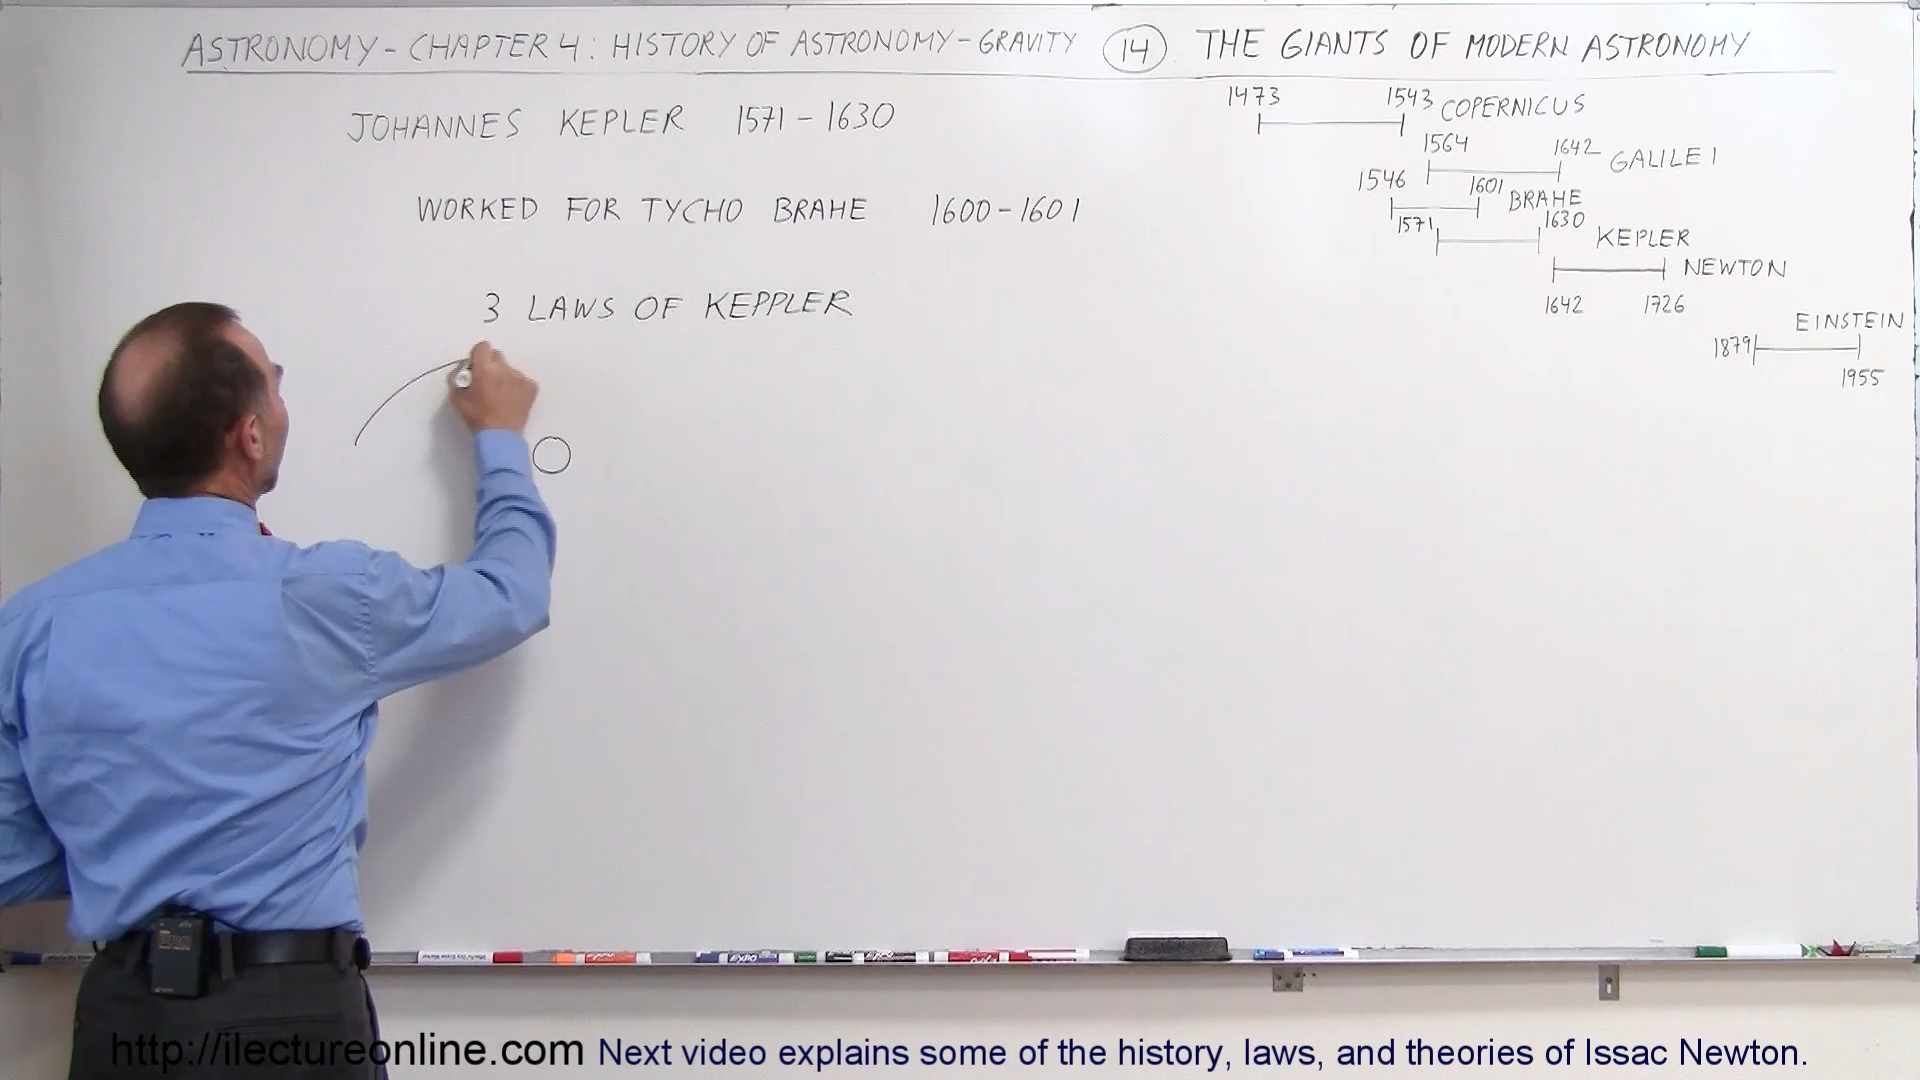 ASTRONOMY - CHAPTER 4: HISTORY OF ASTRONOMY - GRAVITY 14 THE GIANTS OF MODERN ASTRONOMY
JOHANNES KEPLER 1571 - 1630
WORKED FOR TYCHO BRAHE 1600 - 1601
3 LAWS OF KEPPLER
1473 1543 COPERNICUS
1564 1642 GALILEI
1546 1601 BRAHE
1571 1630 KEPLER
NEWTON
1642 1726
EINSTEIN
1879
1955
EXPO
http://ilectureonline.com Next video explains some of the history, laws, and theories of Issac Newton.